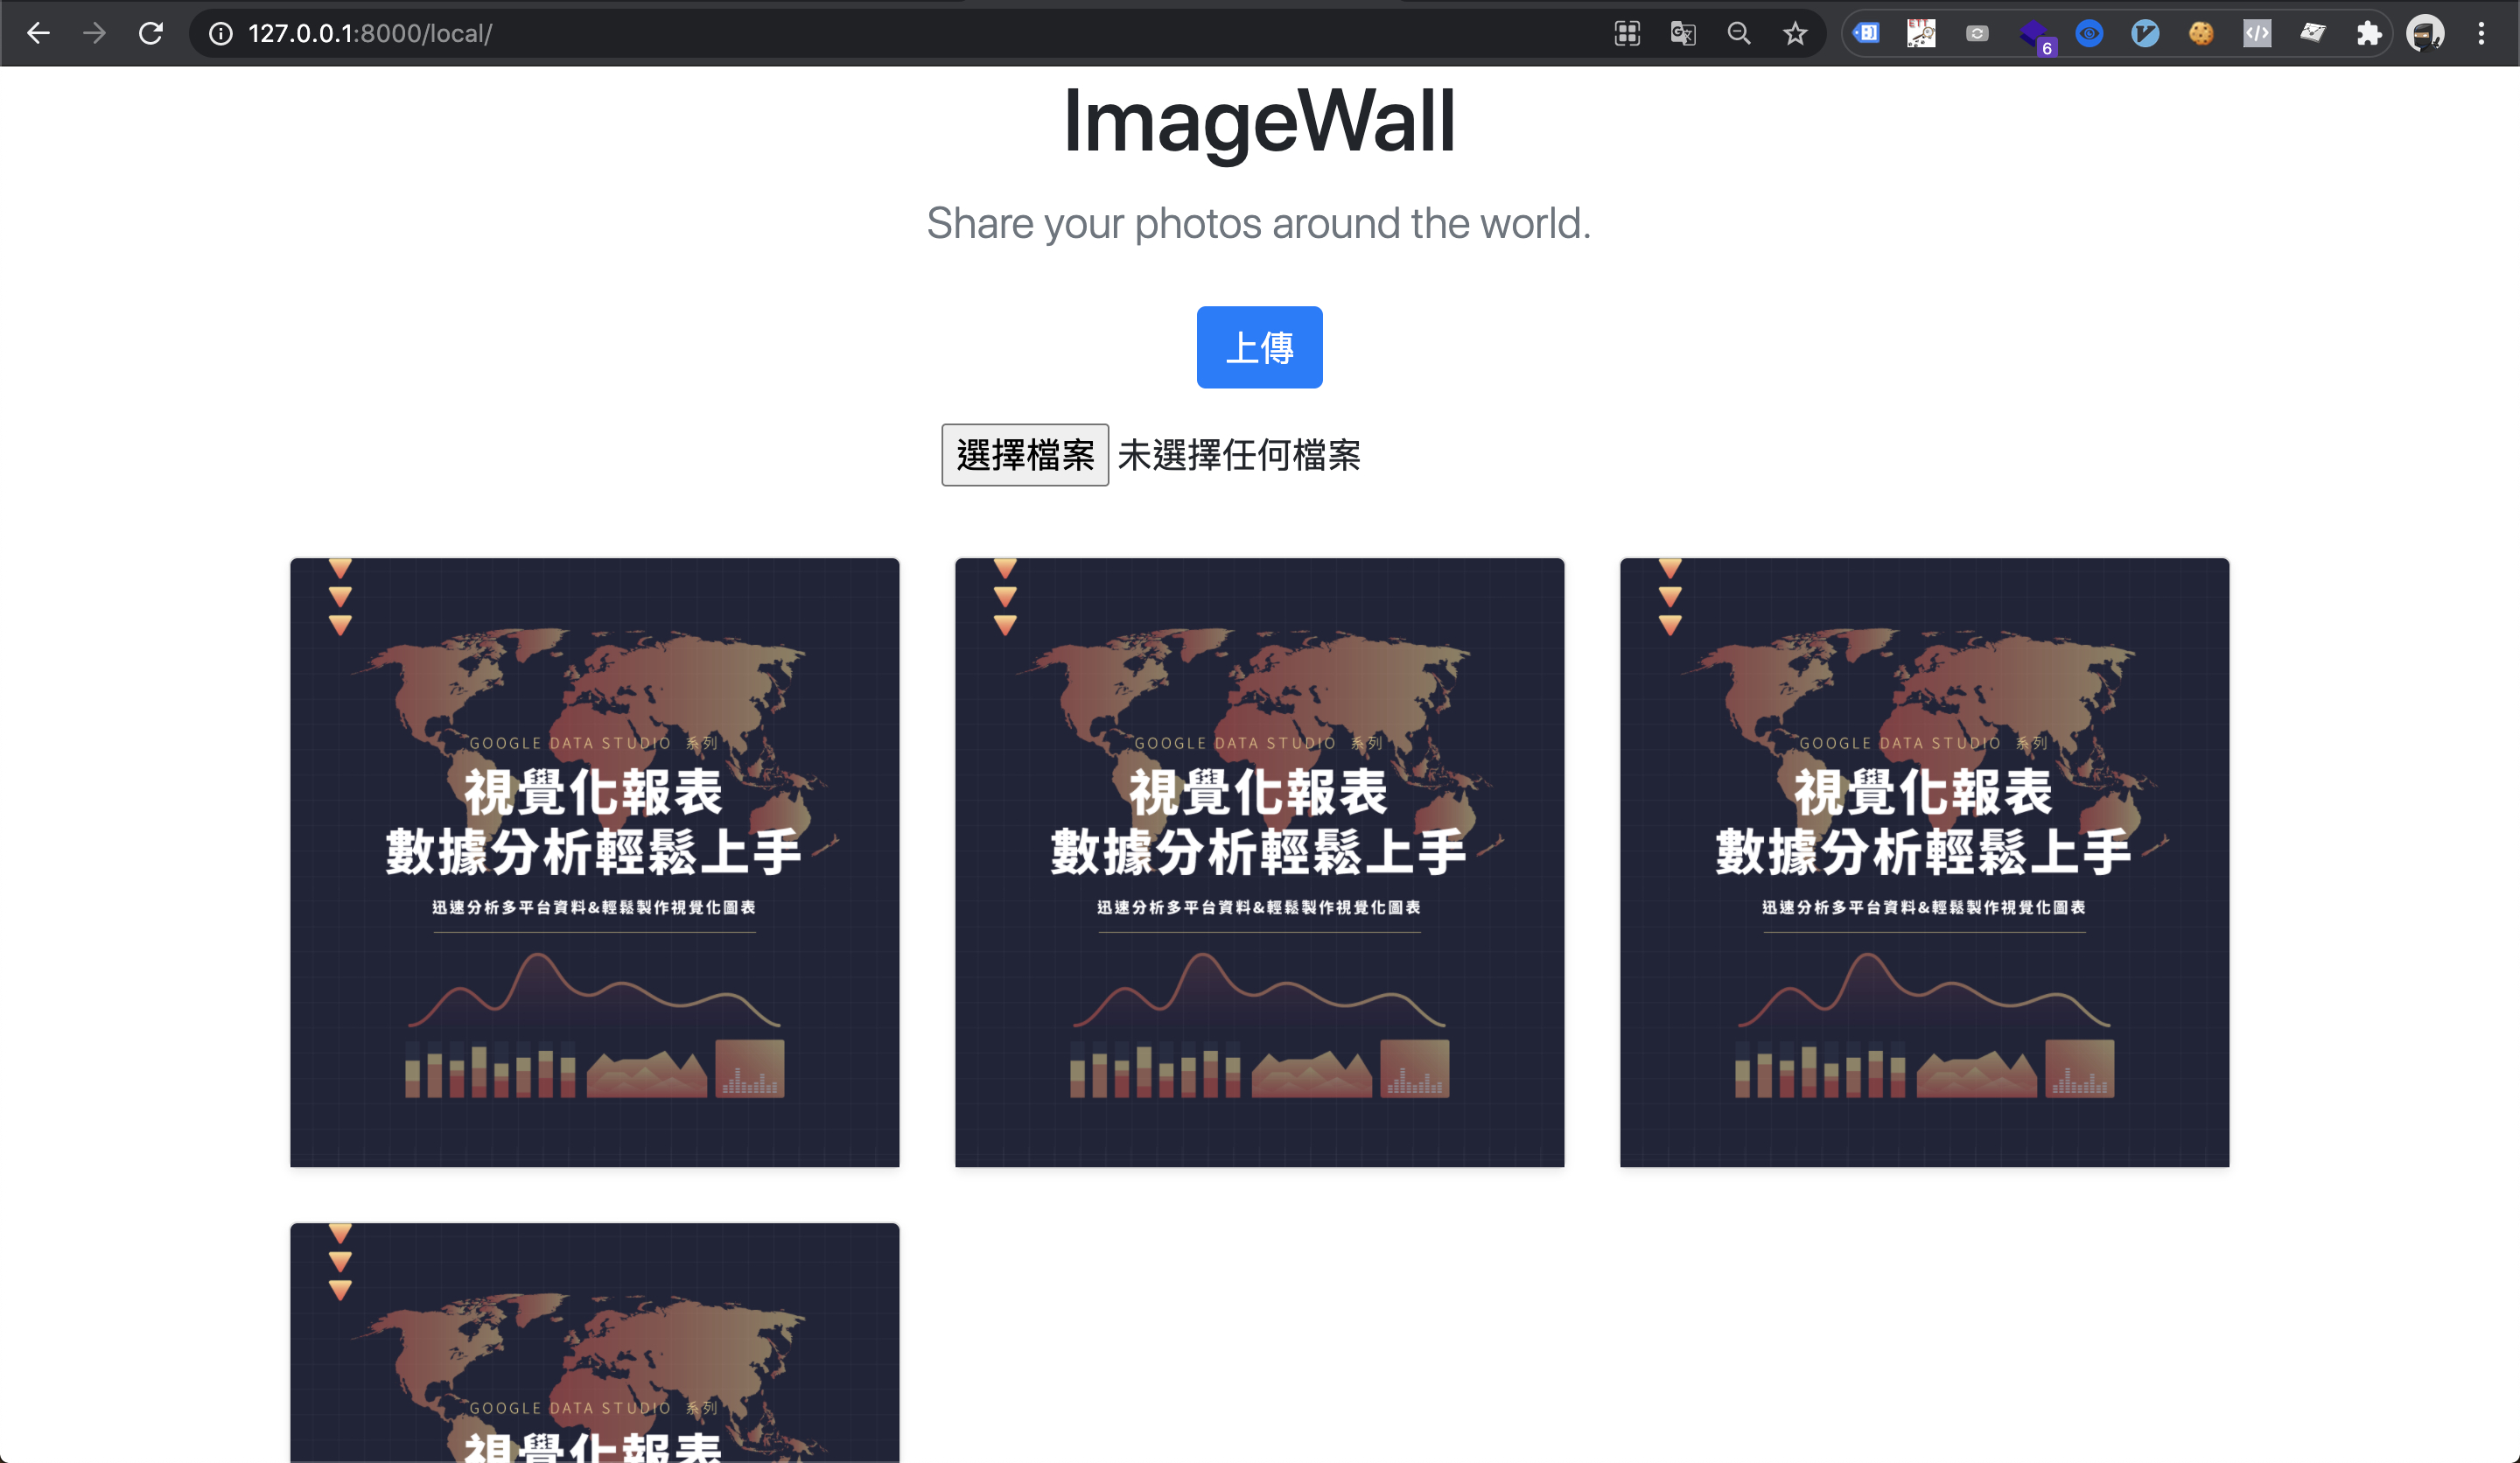 127.0.0.1:8000/local/
6
ImageWall
Share your photos around the world.
上傳
選擇檔案 未選擇任何檔案
GOOGLE DATA STUDIO 系列
視覺化報表
數據分析輕鬆上手
迅速分析多平台資料&輕鬆製作視覺化圖表
GOOGLE DATA STUDIO 系列
視覺化報表
數據分析輕鬆上手
迅速分析多平台資料&輕鬆製作視覺化圖表
GOOGLE DATA STUDIO 系列
視覺化報表
數據分析輕鬆上手
迅速分析多平台資料&輕鬆製作視覺化圖表
GOOGLE DATA STUDIO 系列
視覺化報表